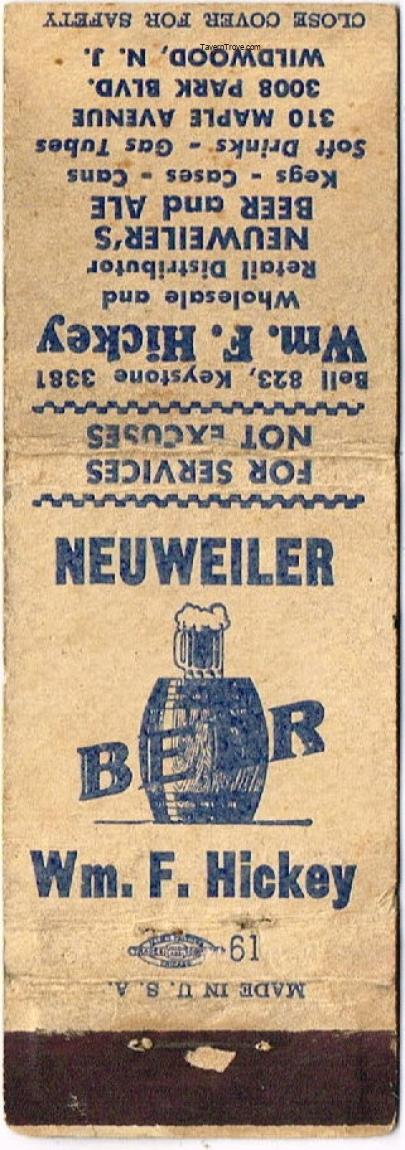 TavernTrove.com
NEUWEILER
BEER
Wm. F. Hickey
61
MADE IN U. S. A.
FOR SERVICES
NOT EXCUSES
Bell 823, Keystone 3381
Wm. F. Hickey
Wholesale and
Retail Distributor
NEUWEILER'S
BEER and ALE
Kegs - Cases - Cans
Soft Drinks - Gas Tubes
310 MAPLE AVENUE
3008 PARK BLVD.
WILDWOOD, N. J.
CLOSE COVER FOR SAFETY